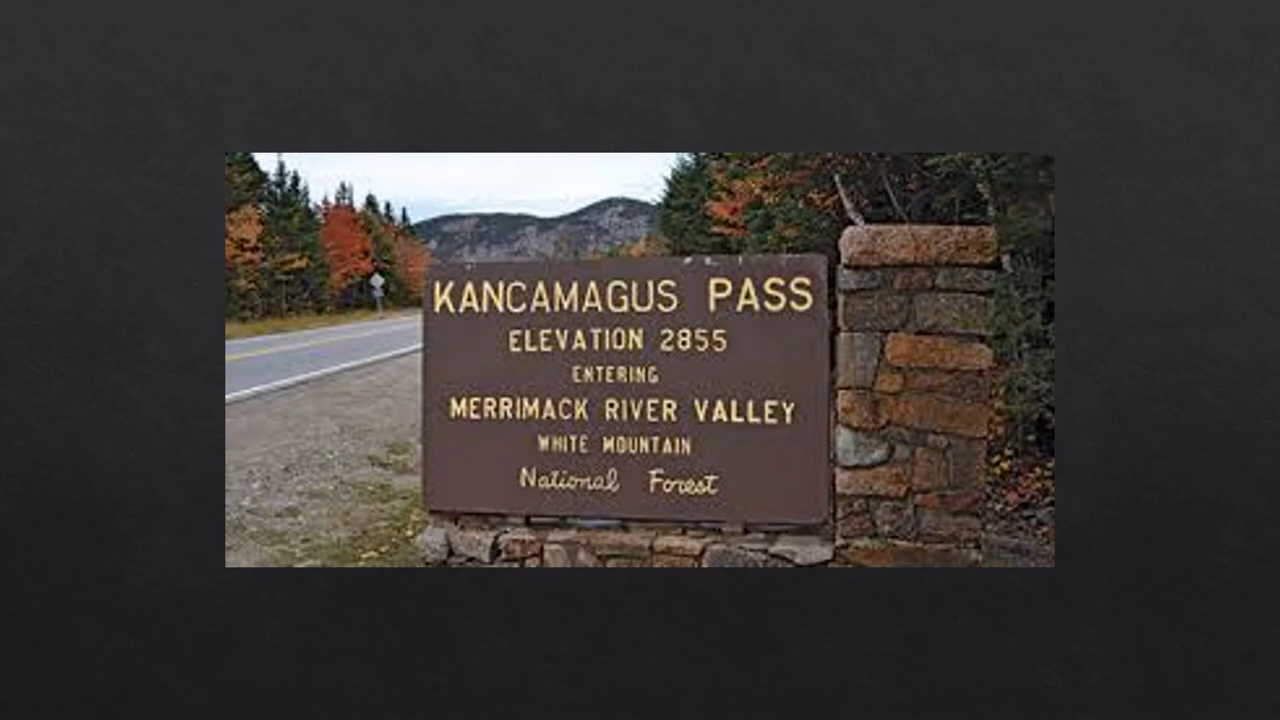 KANCAMAGUS PASS
ELEVATION 2855
ENTERING
MERRIMACK RIVER VALLEY
WHITE MOUNTAIN
National Forest